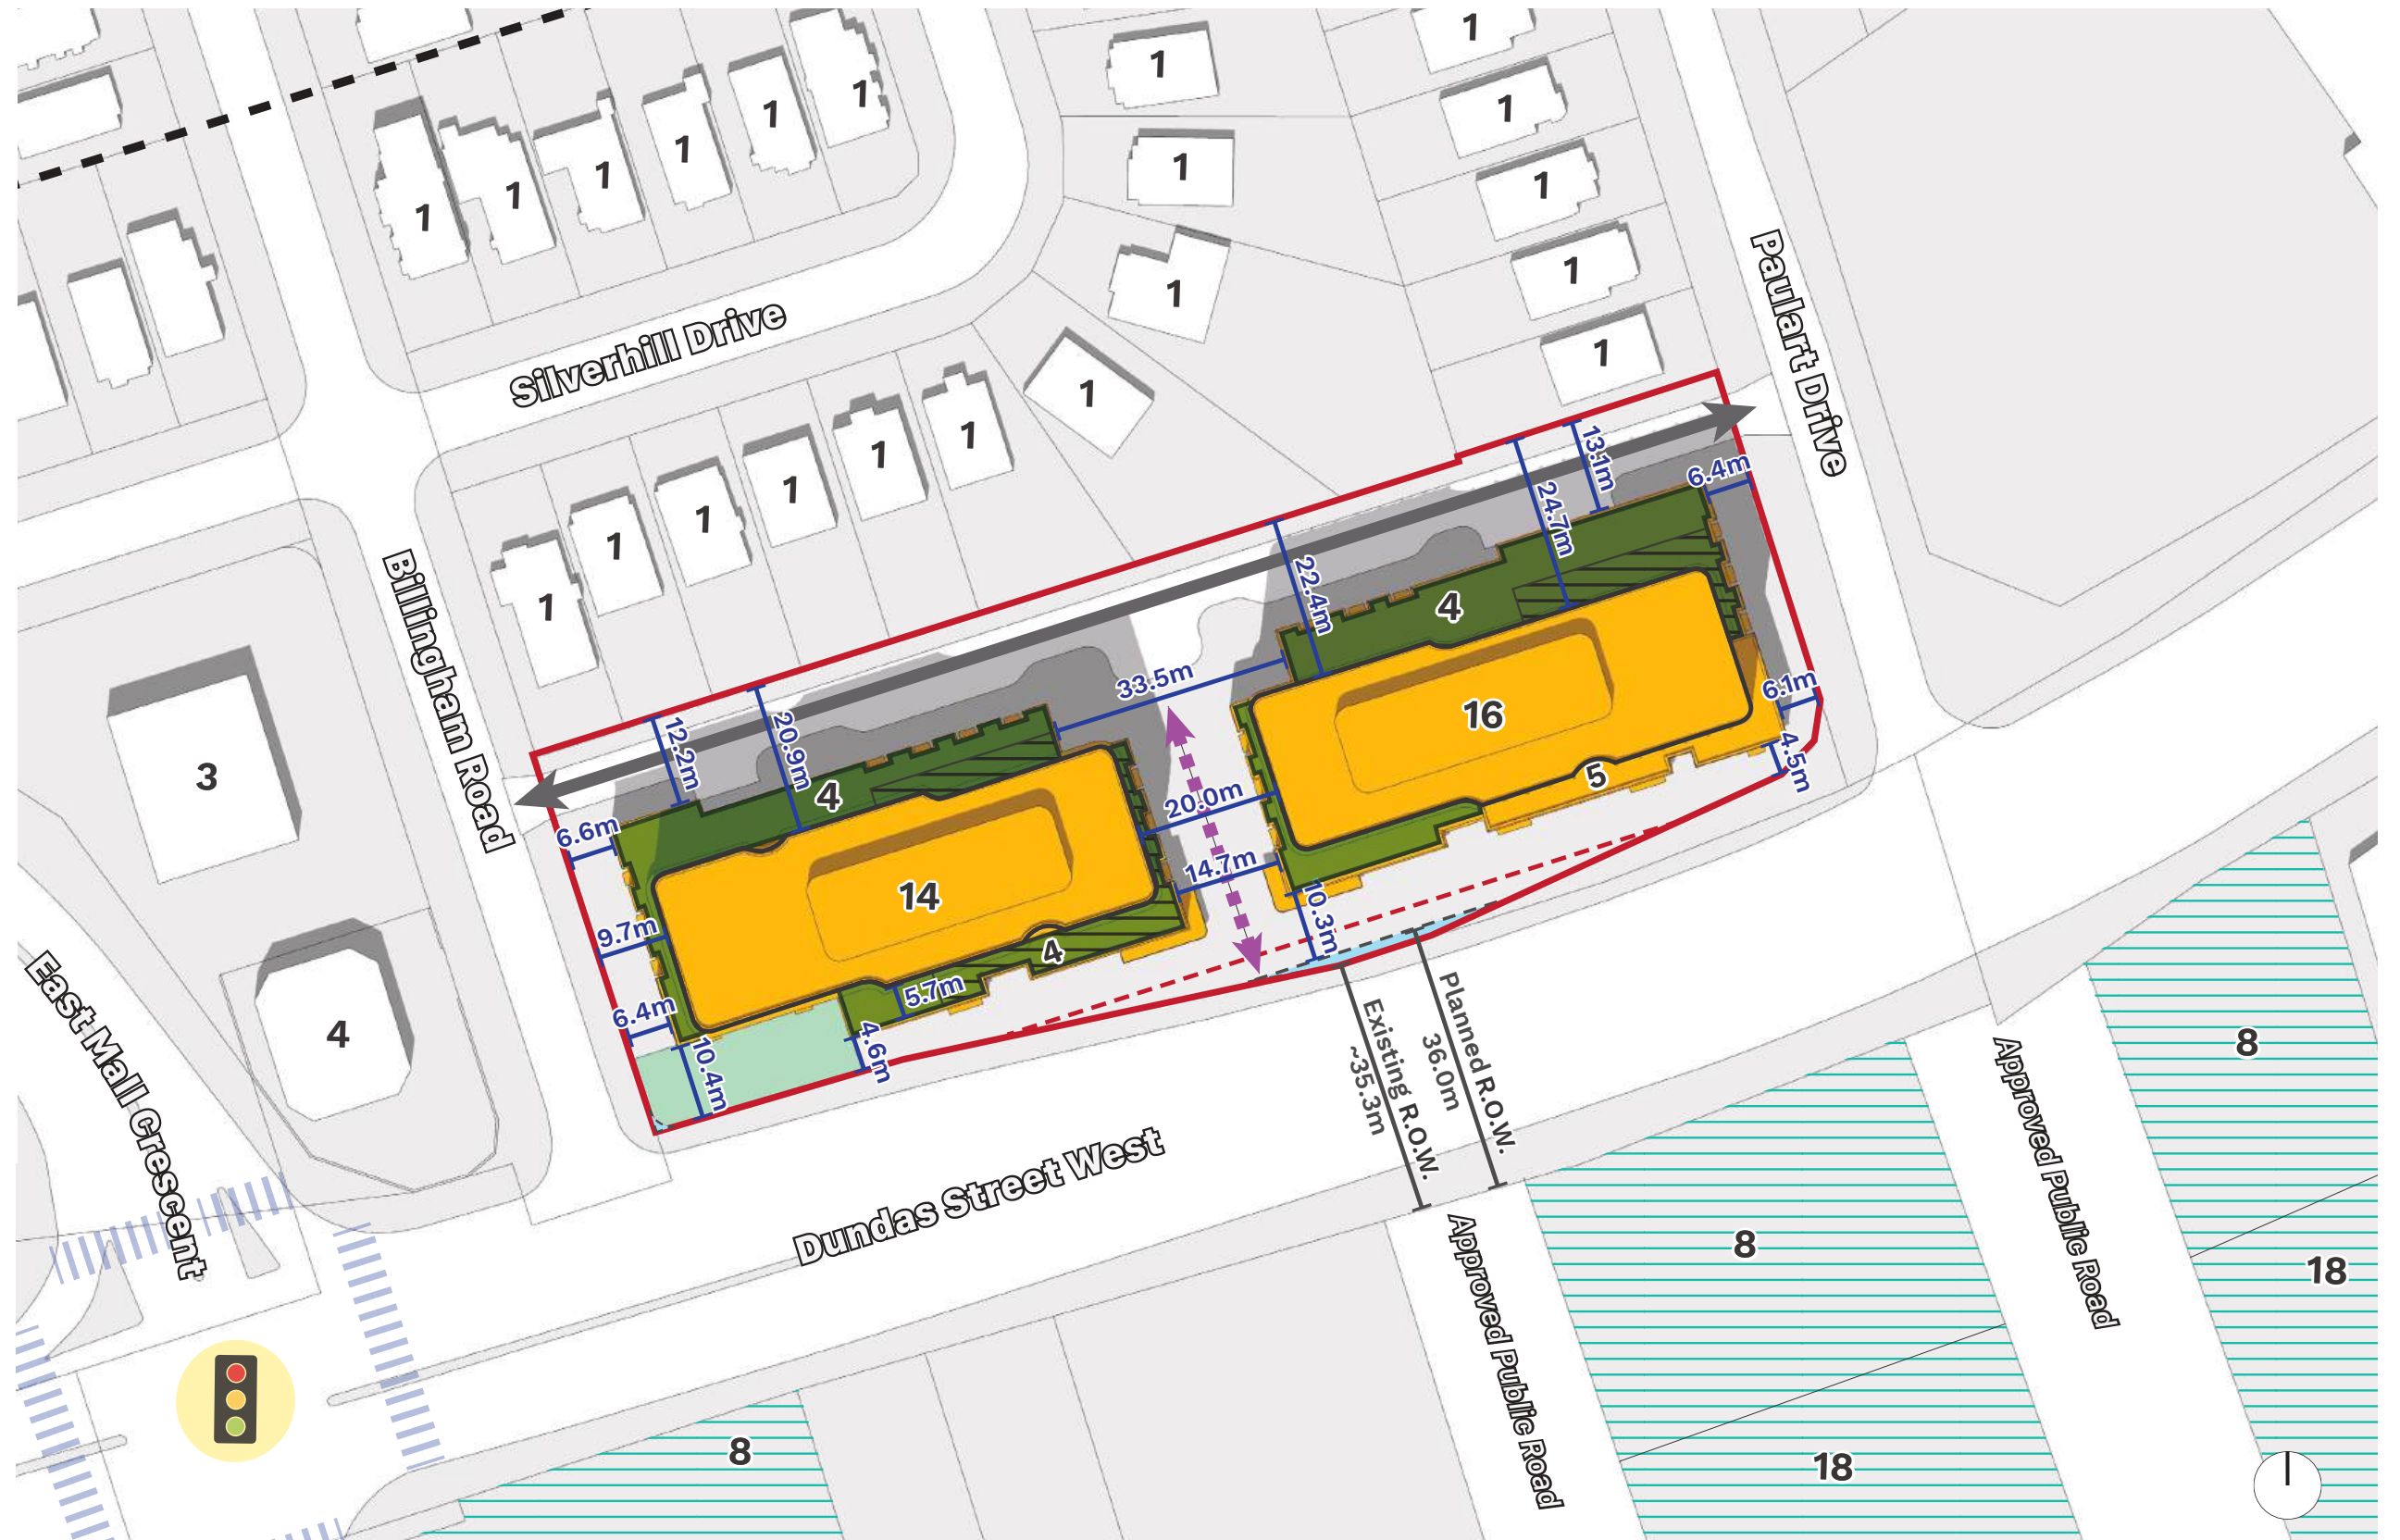 1
1
1
1
1
1
1
1
1
1
1
1
1
1
Silverhill Drive
Paulart Drive
1
1
1
1
1
1
1
13.1m
6.4m
24.7m
22.4m
4
Billingham Road
33.5m
6.1m
16
12.2m
20.9m
4
5
4.5m
3
20.0m
6.6m
14.7m
14
10.3m
9.7m
4
5.7m
6.4m
4.6m
10.4m
East Mall Crescent
4
Existing R.O.W.
~35.3m
Planned R.O.W.
36.0m
Dundas Street West
Approved Public Road
Approved Public Road
8
8
18
8
18